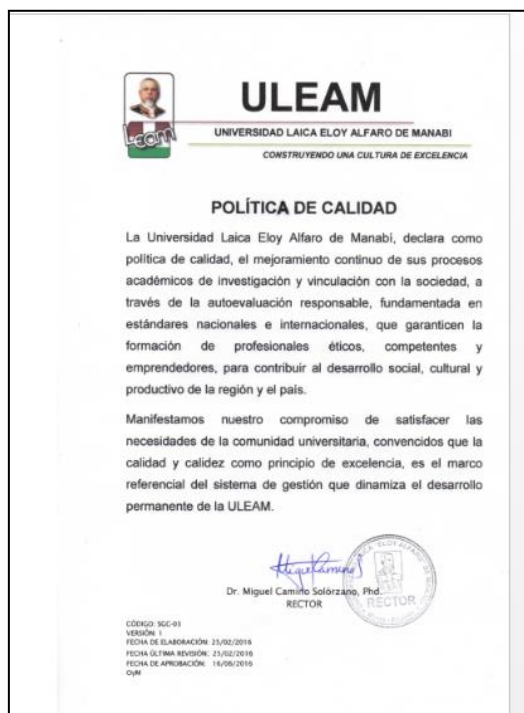 ULEAM
Leam
UNIVERSIDAD LAICA ELOY ALFARO DE MANABI
CONSTRUYENDO UNA CULTURA DE EXCELENCIA
POLÍTICA DE CALIDAD
La Universidad Laica Eloy Alfaro de Manabí, declara como
política de calidad, el mejoramiento continuo de sus procesos
académicos de investigación y vinculación con la sociedad, a
través de la autoevaluación responsable, fundamentada en
estándares nacionales e internacionales, que garanticen la
formación de profesionales éticos, competentes y
emprendedores, para contribuir al desarrollo social, cultural y
productivo de la región y el país.
Manifestamos nuestro compromiso de satisfacer las
necesidades de la comunidad universitaria, convencidos que la
calidad y calidez como principio de excelencia, es el marco
referencial del sistema de gestión que dinamiza el desarrollo
permanente de la ULEAM.
Dr. Miguel Camino Solórzano, Phd.
RECTOR
ELOY ALFARO
RECTOR
CÓDIGO: SGC-03
VERSIÓN: 1
FECHA DE ELABORACIÓN: 25/02/2016
FECHA ÚLTIMA REVISIÓN: 25/02/2016
FECHA DE APROBACIÓN: 16/06/2016
OyM